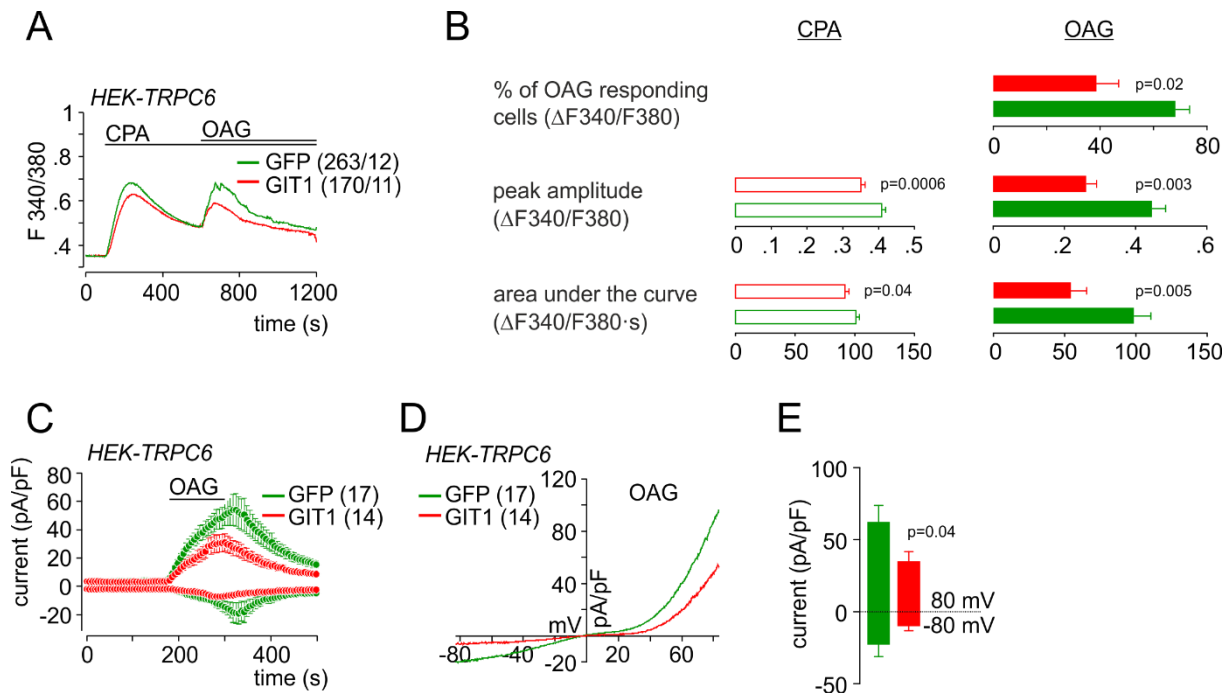 A
HEK-TRPC6
CPA
OAG
GFP (263/12)
GIT1 (170/11)
F 340/380
1
.8
.6
.4
0 400 800 1200
time (s)
B
CPA OAG
% of OAG responding
cells (ΔF340/F380)
p=0.02
0 40 80
peak amplitude
(ΔF340/F380)
p=0.0006
0 .1 .2 .3 .4 .5
p=0.003
0 .2 .4 .6
area under the curve
(ΔF340/F380·s)
p=0.04
0 50 100 150
p=0.005
0 50 100 150
C
HEK-TRPC6
OAG
GFP (17)
GIT1 (14)
current (pA/pF)
80
60
40
20
0
-20
0 200 400
time (s)
D
HEK-TRPC6
GFP (17)
GIT1 (14)
OAG
120
80
40
pA/pF
mV
-80 -40 20 60
-20
E
current (pA/pF)
100
50
0
-50
p=0.04
80 mV
-80 mV